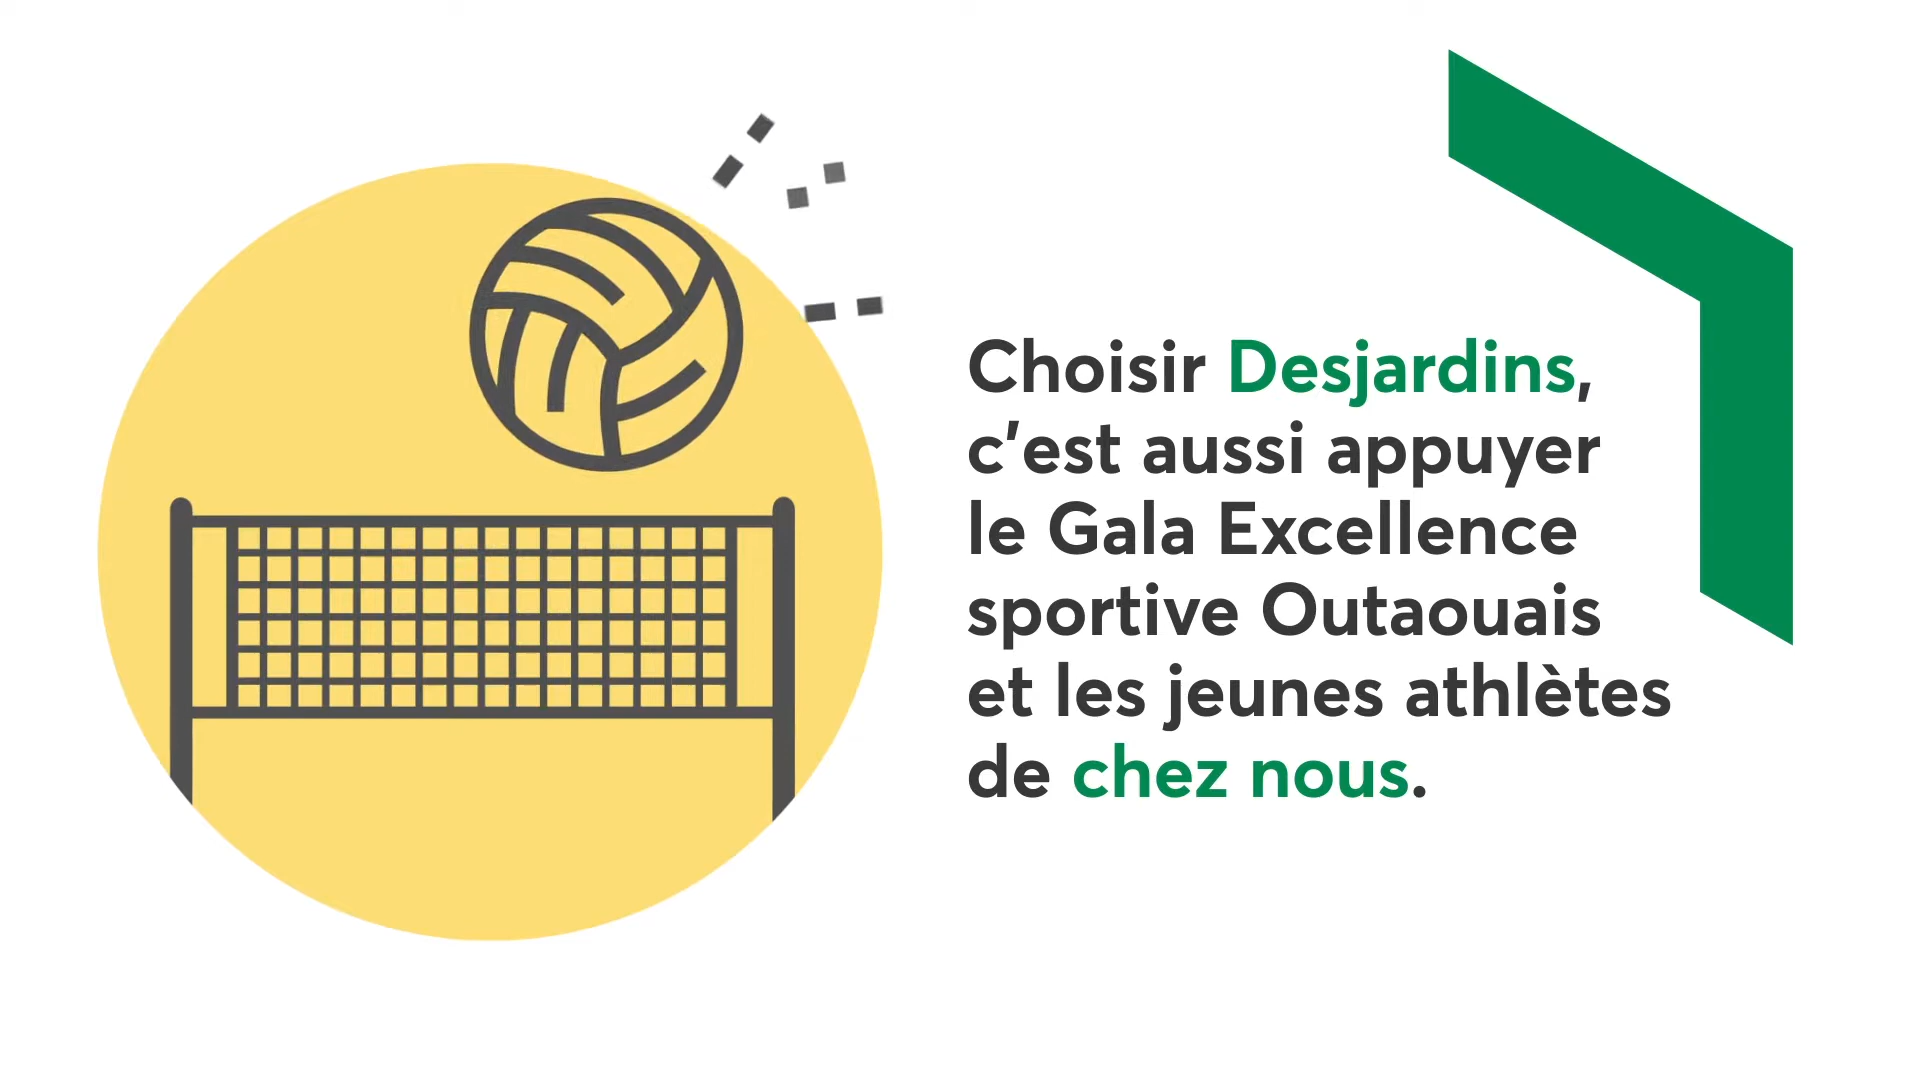 Choisir Desjardins,
c'est aussi appuyer
le Gala Excellence
sportive Outaouais
et les jeunes athlètes
de chez nous.